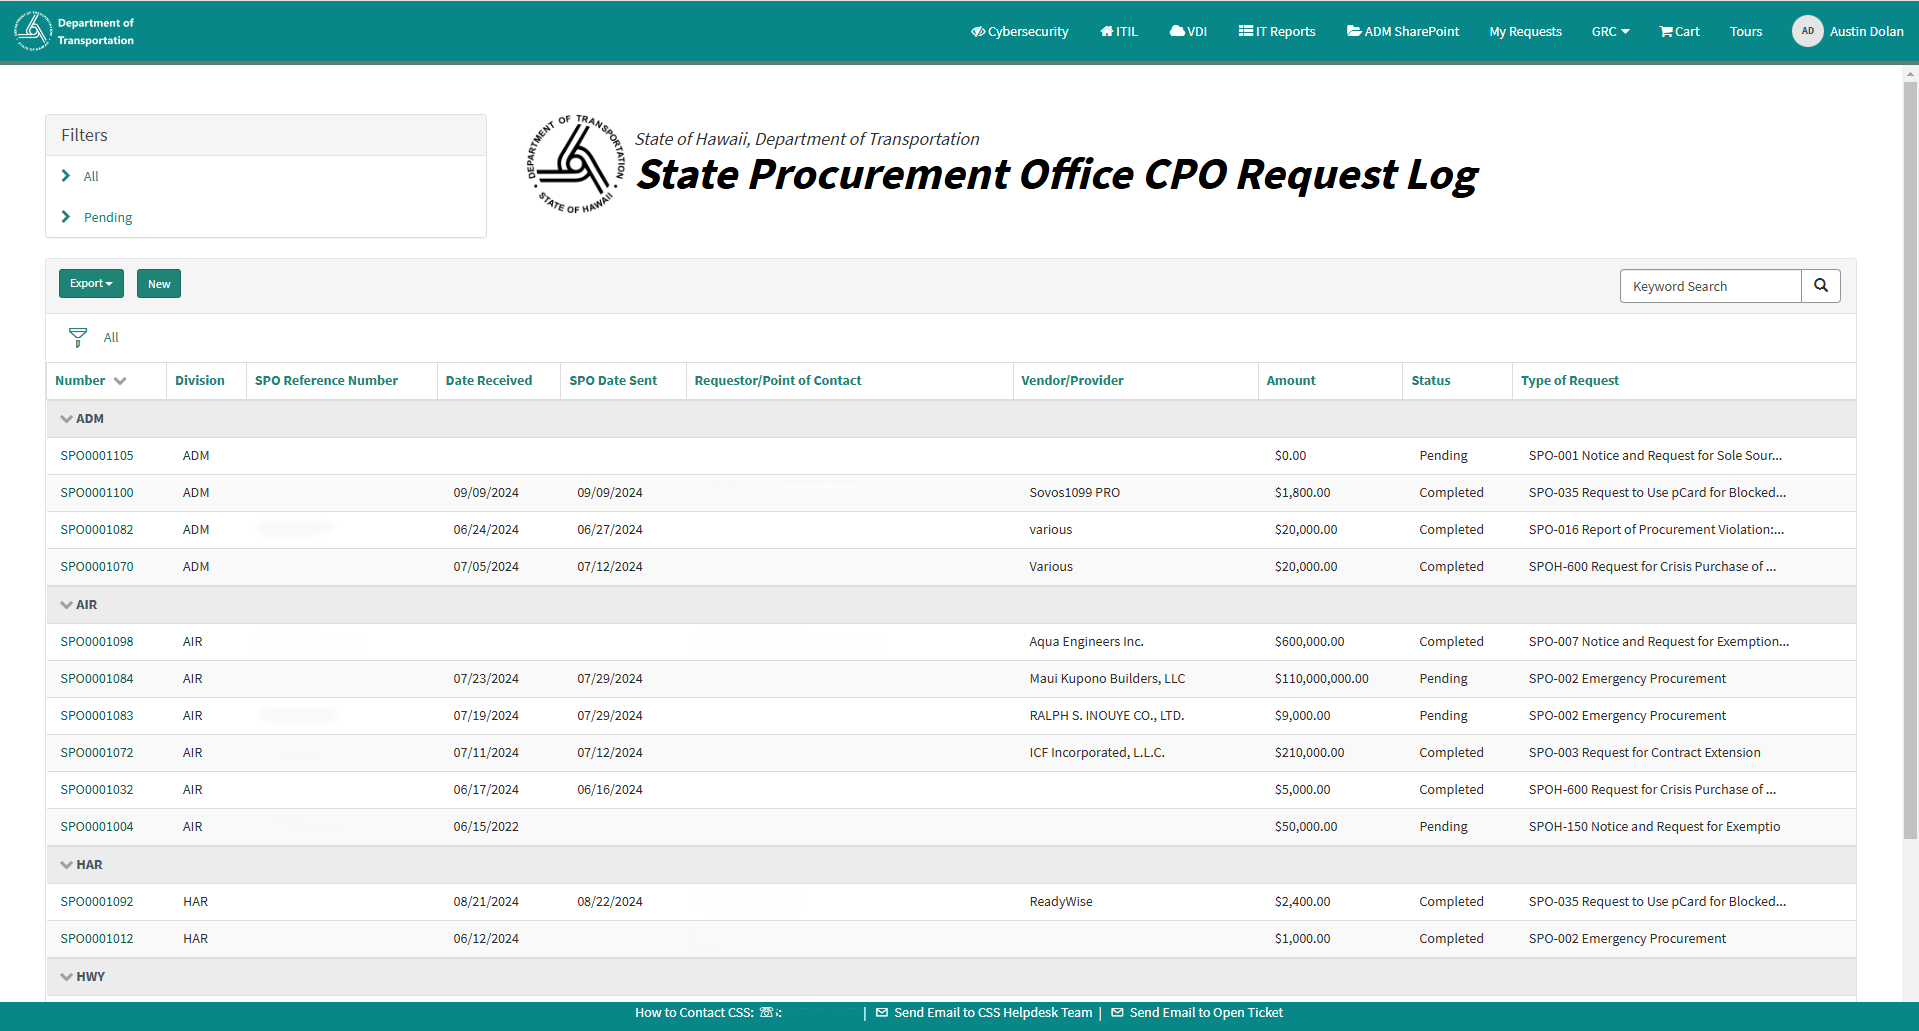 Department of
Transportation
Cybersecurity ITIL VDI IT Reports ADM SharePoint My Requests GRC Cart Tours AD Austin Dolan
Filters
All
Pending
DEPARTMENT OF TRANSPORTATION
STATE OF HAWAII
State of Hawaii, Department of Transportation
State Procurement Office CPO Request Log
Export New Keyword Search
All
Number Division SPO Reference Number Date Received SPO Date Sent Requestor/Point of Contact Vendor/Provider Amount Status Type of Request
ADM
SPO0001105 ADM $0.00 Pending SPO-001 Notice and Request for Sole Sour...
SPO0001100 ADM 09/09/2024 09/09/2024 Sovos1099 PRO $1,800.00 Completed SPO-035 Request to Use pCard for Blocked...
SPO0001082 ADM 06/24/2024 06/27/2024 various $20,000.00 Completed SPO-016 Report of Procurement Violation:...
SPO0001070 ADM 07/05/2024 07/12/2024 Various $20,000.00 Completed SPOH-600 Request for Crisis Purchase of ...
AIR
SPO0001098 AIR Aqua Engineers Inc. $600,000.00 Completed SPO-007 Notice and Request for Exemption...
SPO0001084 AIR 07/23/2024 07/29/2024 Maui Kupono Builders, LLC $110,000,000.00 Pending SPO-002 Emergency Procurement
SPO0001083 AIR 07/19/2024 07/29/2024 RALPH S. INOUYE CO., LTD. $9,000.00 Pending SPO-002 Emergency Procurement
SPO0001072 AIR 07/11/2024 07/12/2024 ICF Incorporated, L.L.C. $210,000.00 Completed SPO-003 Request for Contract Extension
SPO0001032 AIR 06/17/2024 06/16/2024 $5,000.00 Completed SPOH-600 Request for Crisis Purchase of ...
SPO0001004 AIR 06/15/2022 $50,000.00 Pending SPOH-150 Notice and Request for Exemptio
HAR
SPO0001092 HAR 08/21/2024 08/22/2024 ReadyWise $2,400.00 Completed SPO-035 Request to Use pCard for Blocked...
SPO0001012 HAR 06/12/2024 $1,000.00 Completed SPO-002 Emergency Procurement
HWY
How to Contact CSS: : | Send Email to CSS Helpdesk Team | Send Email to Open Ticket